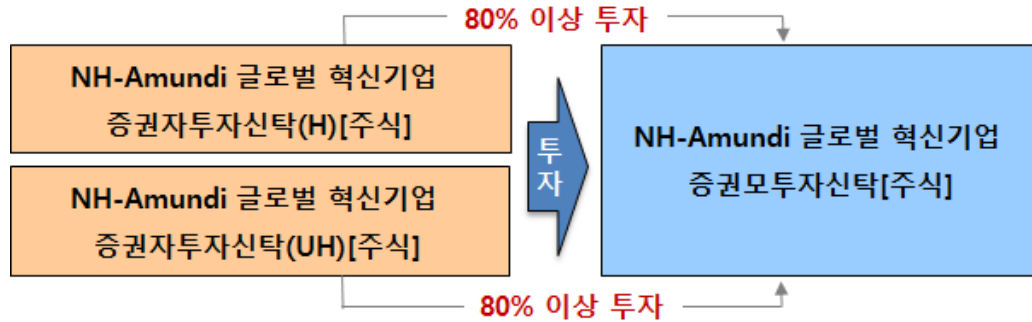 80% 이상 투자
NH-Amundi 글로벌 혁신기업
증권자투자신탁(H)[주식]
NH-Amundi 글로벌 혁신기업
증권자투자신탁(UH)[주식]
투
자
NH-Amundi 글로벌 혁신기업
증권모투자신탁[주식]
80% 이상 투자